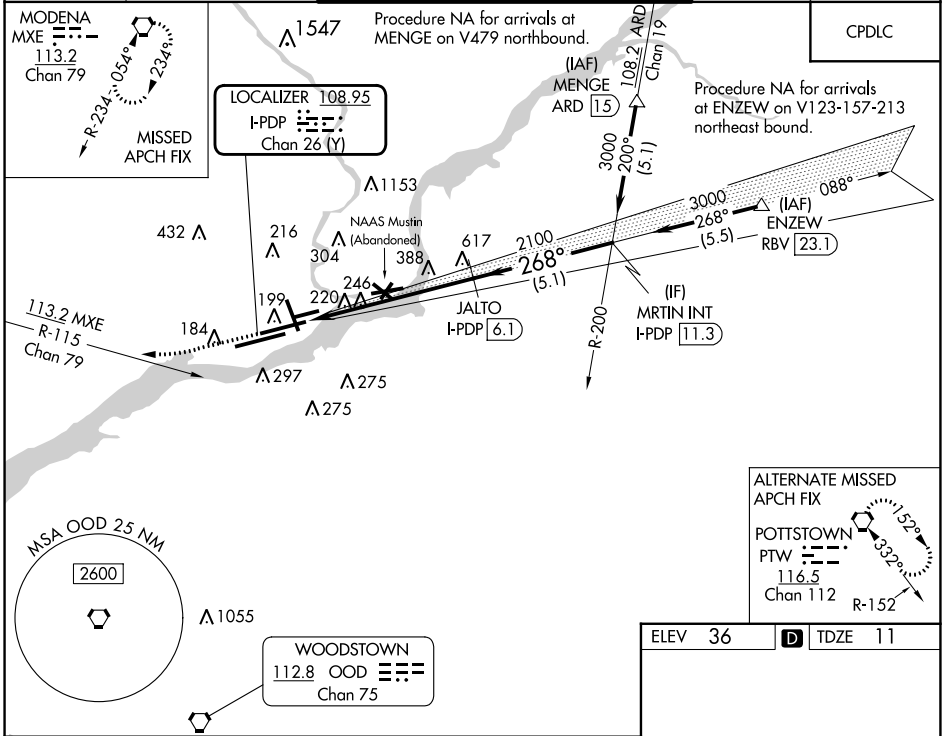 MODENA
MXE
113.2
Chan 79
054°
234°
R-234
MISSED
APCH FIX
1547
Procedure NA for arrivals at
MENGE on V479 northbound.
108.2 ARD
Chan 19
CPDLC
(IAF)
MENGE
ARD 15
Procedure NA for arrivals
at ENZEW on V123-157-213
northeast bound.
LOCALIZER 108.95
I-PDP
Chan 26 (Y)
3000
200°
(5.1)
1153
NAAS Mustin
(Abandoned)
432
216
304
388
617
2100
268°
(5.1)
3000
268°
(5.5)
088°
(IAF)
ENZEW
RBV 23.1
199
220
246
184
JALTO
I-PDP 6.1
(IF)
MRTIN INT
I-PDP 11.3
R-200
113.2 MXE
R-115
Chan 79
297
275
275
ALTERNATE MISSED
APCH FIX
POTTSTOWN
PTW
116.5
Chan 112
152°
332°
R-152
MSA OOD 25 NM
2600
1055
WOODSTOWN
112.8 OOD
Chan 75
ELEV 36 D TDZE 11